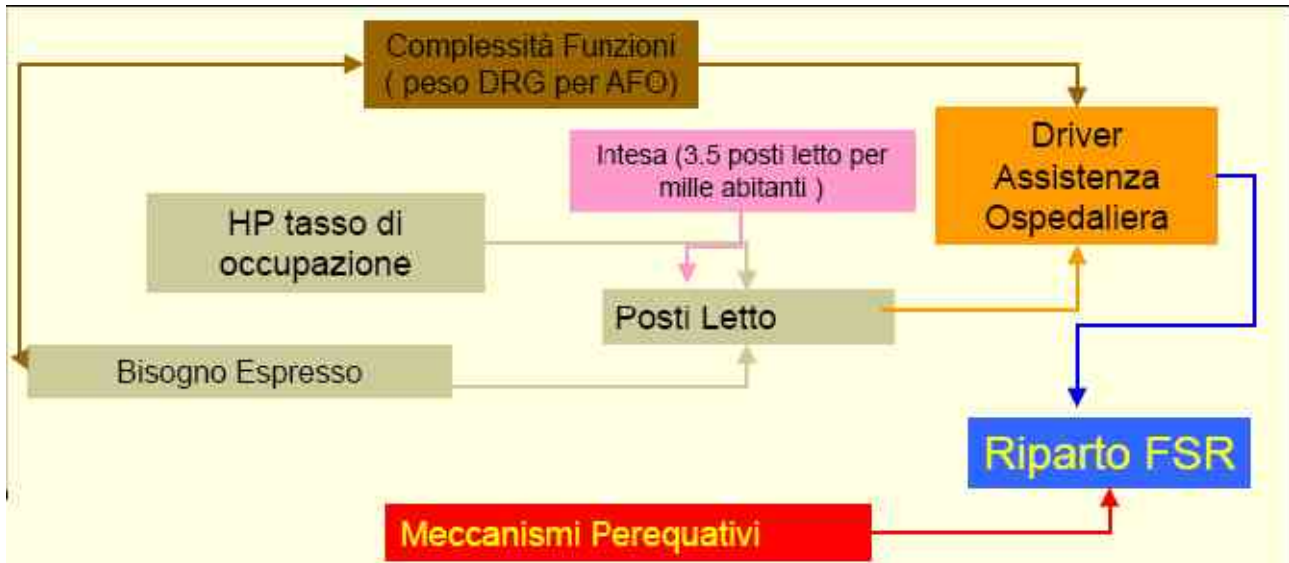 Complessità Funzioni
( peso DRG per AFO)
Intesa (3.5 posti letto per
mille abitanti )
Driver
Assistenza
Ospedaliera
HP tasso di
occupazione
Posti Letto
Bisogno Espresso
Riparto FSR
Meccanismi Perequativi